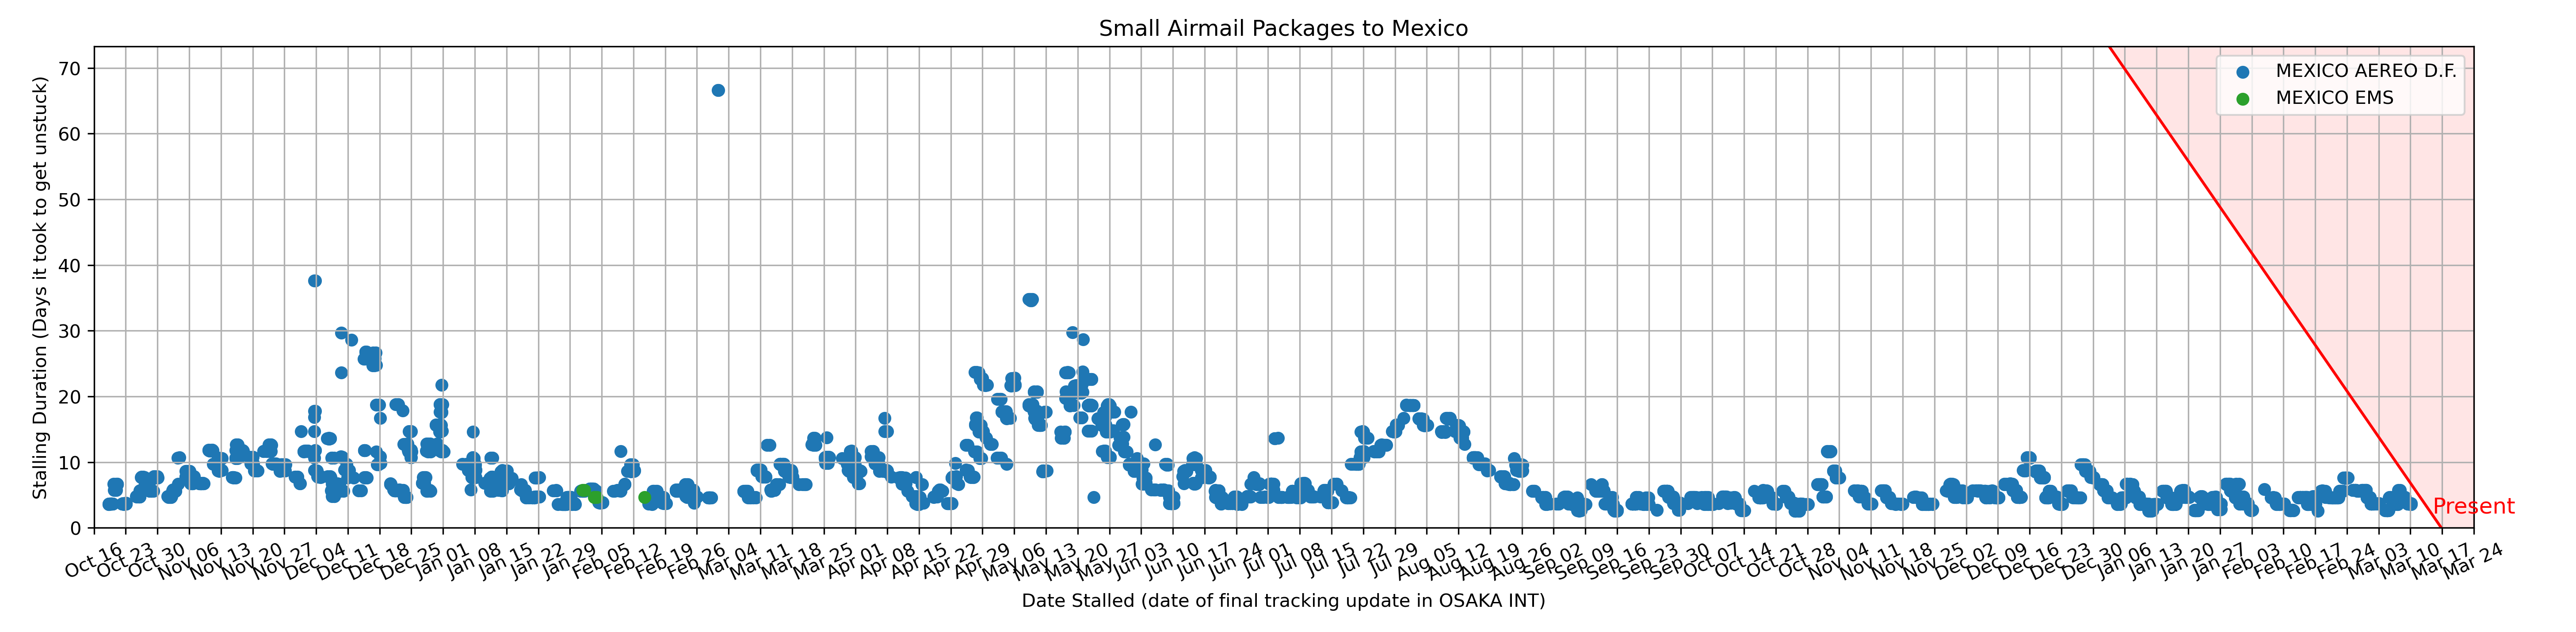 Small Airmail Packages to Mexico
Stalling Duration (Days it took to get unstuck)
70
60
50
40
30
20
10
0
MEXICO AEREO D.F.
MEXICO EMS
Present
Oct 16
Oct 23
Oct 30
Nov 06
Nov 13
Nov 20
Nov 27
Dec 04
Dec 11
Dec 18
Dec 25
Jan 01
Jan 08
Jan 15
Jan 22
Jan 29
Feb 05
Feb 12
Feb 19
Feb 26
Mar 04
Mar 11
Mar 18
Mar 25
Apr 01
Apr 08
Apr 15
Apr 22
Apr 29
May 06
May 13
May 20
May 27
Jun 03
Jun 10
Jun 17
Jun 24
Jul 01
Jul 08
Jul 15
Jul 22
Jul 29
Aug 05
Aug 12
Aug 19
Aug 26
Sep 02
Sep 09
Sep 16
Sep 23
Sep 30
Oct 07
Oct 14
Oct 21
Oct 28
Nov 04
Nov 11
Nov 18
Nov 25
Dec 02
Dec 09
Dec 16
Dec 23
Dec 30
Jan 06
Jan 13
Jan 20
Jan 27
Feb 03
Feb 10
Feb 17
Feb 24
Mar 03
Mar 10
Mar 17
Mar 24
Date Stalled (date of final tracking update in OSAKA INT)